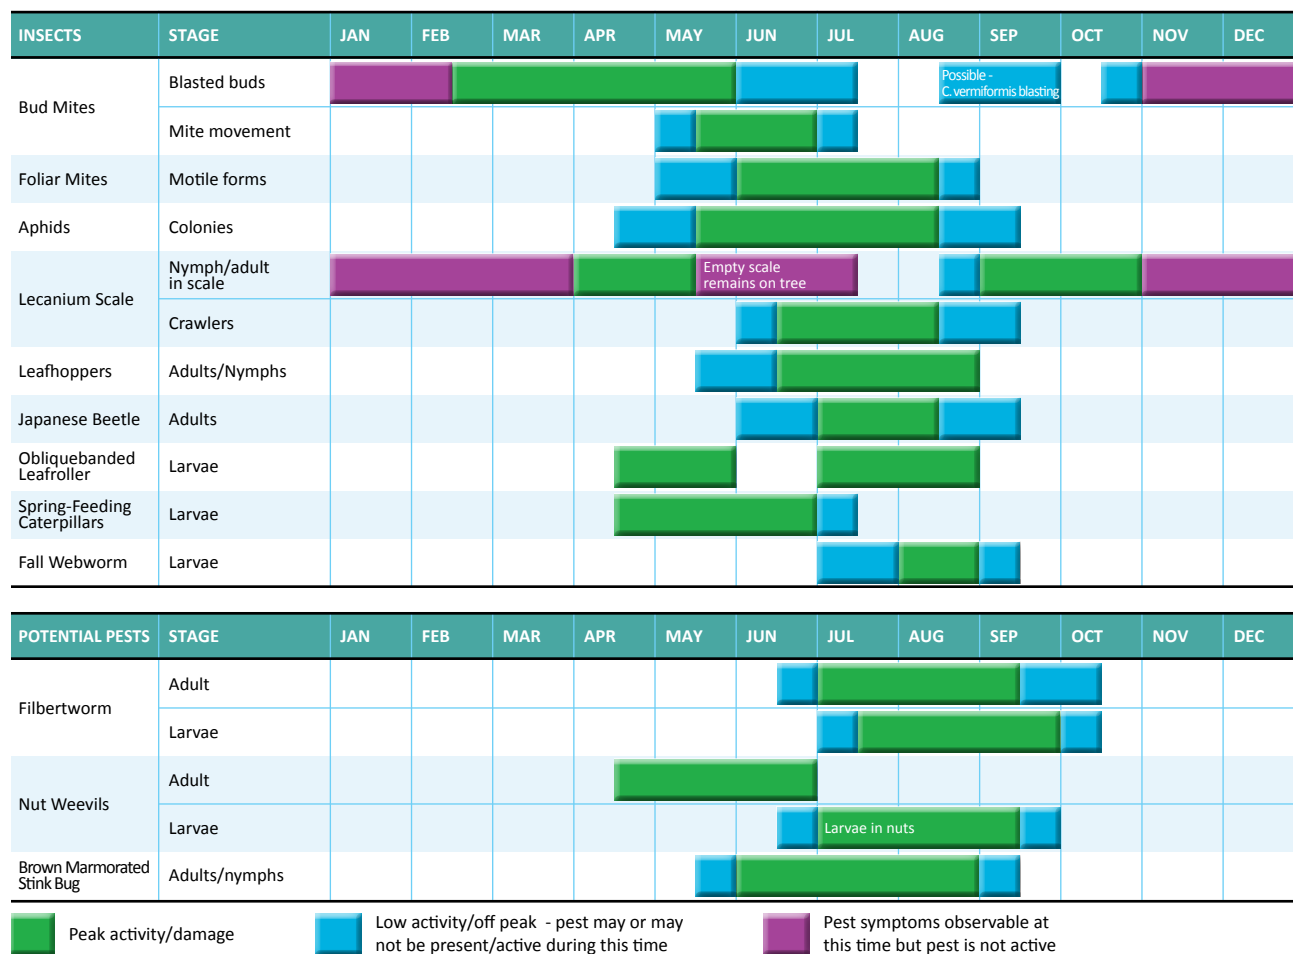 INSECTS STAGE JAN FEB MAR APR MAY JUN JUL AUG SEP OCT NOV DEC
Bud Mites
Blasted buds
Possible -
C. vermiformis blasting
Mite movement
Foliar Mites Motile forms
Aphids Colonies
Lecanium Scale
Nymph/adult
in scale
Empty scale
remains on tree
Crawlers
Leafhoppers Adults/Nymphs
Japanese Beetle Adults
Obliquebanded
Leafroller
Larvae
Spring-Feeding
Caterpillars
Larvae
Fall Webworm Larvae
POTENTIAL PESTS STAGE JAN FEB MAR APR MAY JUN JUL AUG SEP OCT NOV DEC
Filbertworm
Adult
Larvae
Nut Weevils
Adult
Larvae
Larvae in nuts
Brown Marmorated
Stink Bug
Adults/nymphs
Peak activity/damage
Low activity/off peak - pest may or may
not be present/active during this time
Pest symptoms observable at
this time but pest is not active